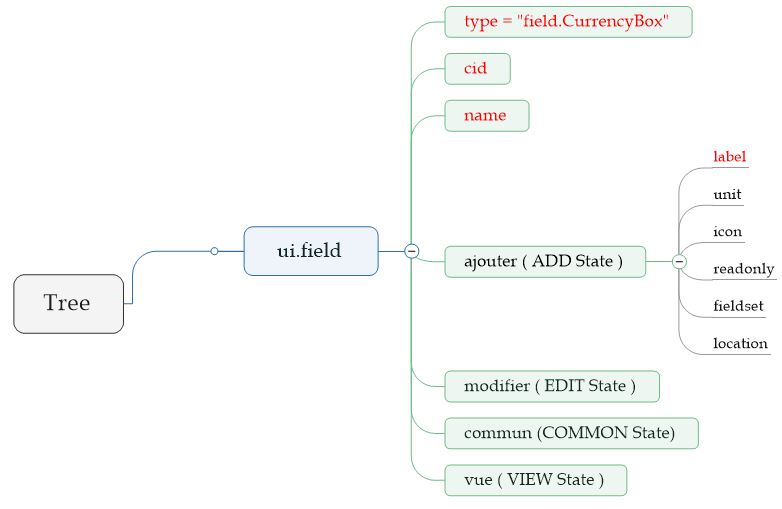 Tree
ui.field
type = "field.CurrencyBox"
cid
name
ajouter ( ADD State )
label
unit
icon
readonly
fieldset
location
modifier ( EDIT State )
commun (COMMON State)
vue ( VIEW State )